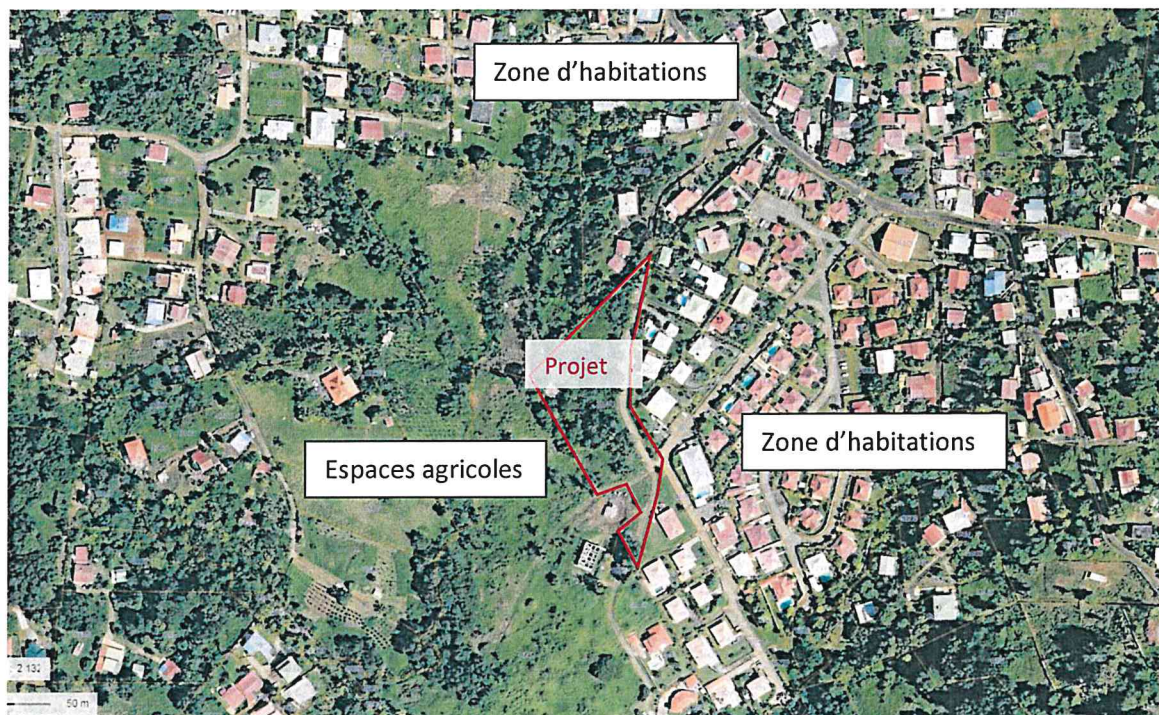 Zone d'habitations
Projet
Zone d'habitations
Espaces agricoles
2 132
50 m